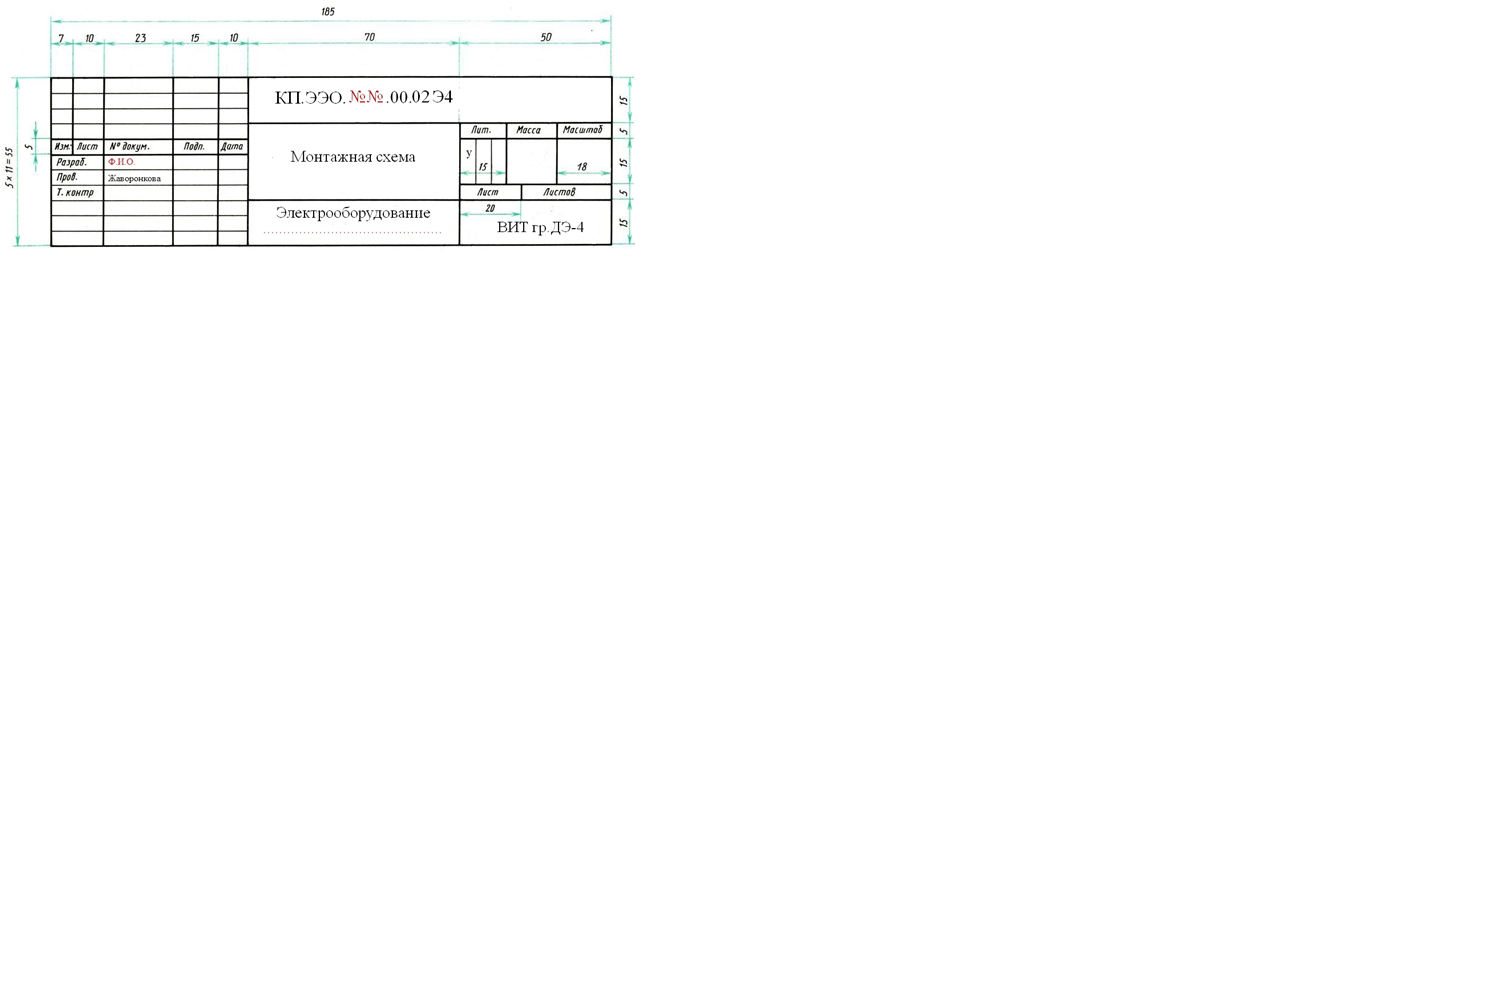 185
7 10 23 15 10 70 50
КП.ЭЭО.№№.00.02Э4
15
Лит. Масса Масштаб
5
Изм. Лист № докум. Подп. Дата
5
Монтажная схема
у
15
18
15
Разраб. Ф.И.О.
Пров. Жаворонкова
Т. контр
Лист Листов
5
5 x 11 = 55
Электрооборудование
........................................
20
ВИТ гр.ДЭ-4
15